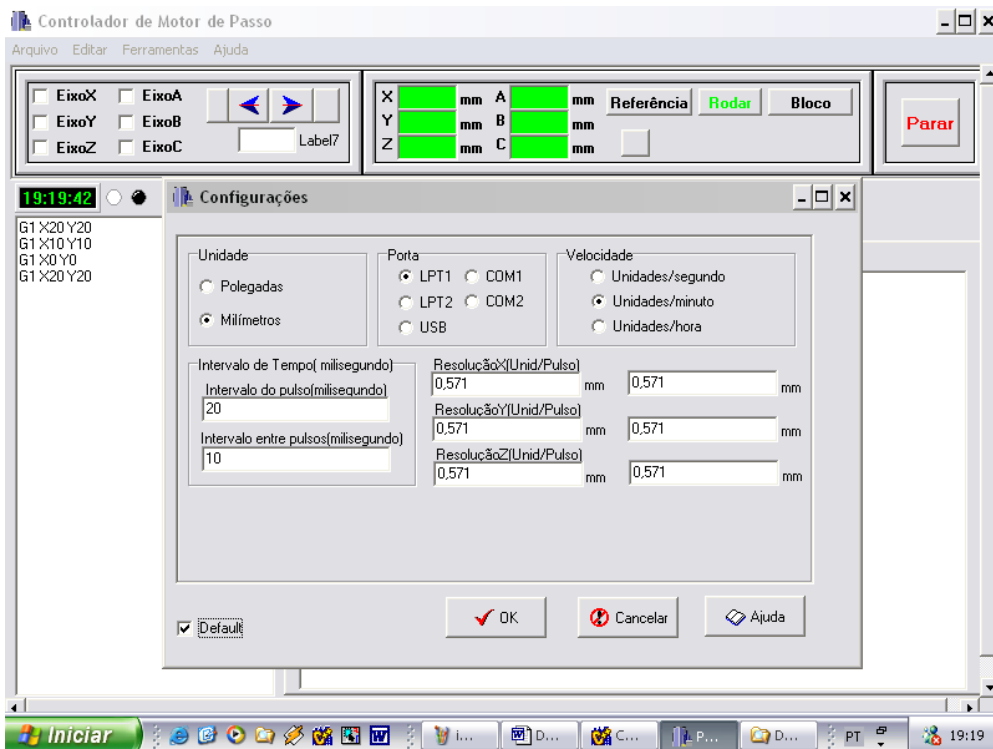 Controlador de Motor de Passo
Arquivo Editar Ferramentas Ajuda
EixoX EixoA
EixoY EixoB
EixoZ EixoC
Label7
X mm A mm
Y mm B mm
Z mm C mm
Referência Rodar Bloco
Parar
19:19:42
G1 X20 Y20
G1 X10 Y10
G1 X0 Y0
G1 X20 Y20
Configurações
Unidade
Polegadas
Milímetros
Porta
LPT1 COM1
LPT2 COM2
USB
Velocidade
Unidades/segundo
Unidades/minuto
Unidades/hora
Intervalo de Tempo( milisegundo)
Intervalo do pulso(milisegundo)
20
Intervalo entre pulsos(milisegundo)
10
ResoluçãoX(Unid/Pulso)
0,571 mm 0,571 mm
ResoluçãoY(Unid/Pulso)
0,571 mm 0,571 mm
ResoluçãoZ(Unid/Pulso)
0,571 mm 0,571 mm
Default
OK Cancelar Ajuda
Iniciar i... D... C... P... D... PT 19:19